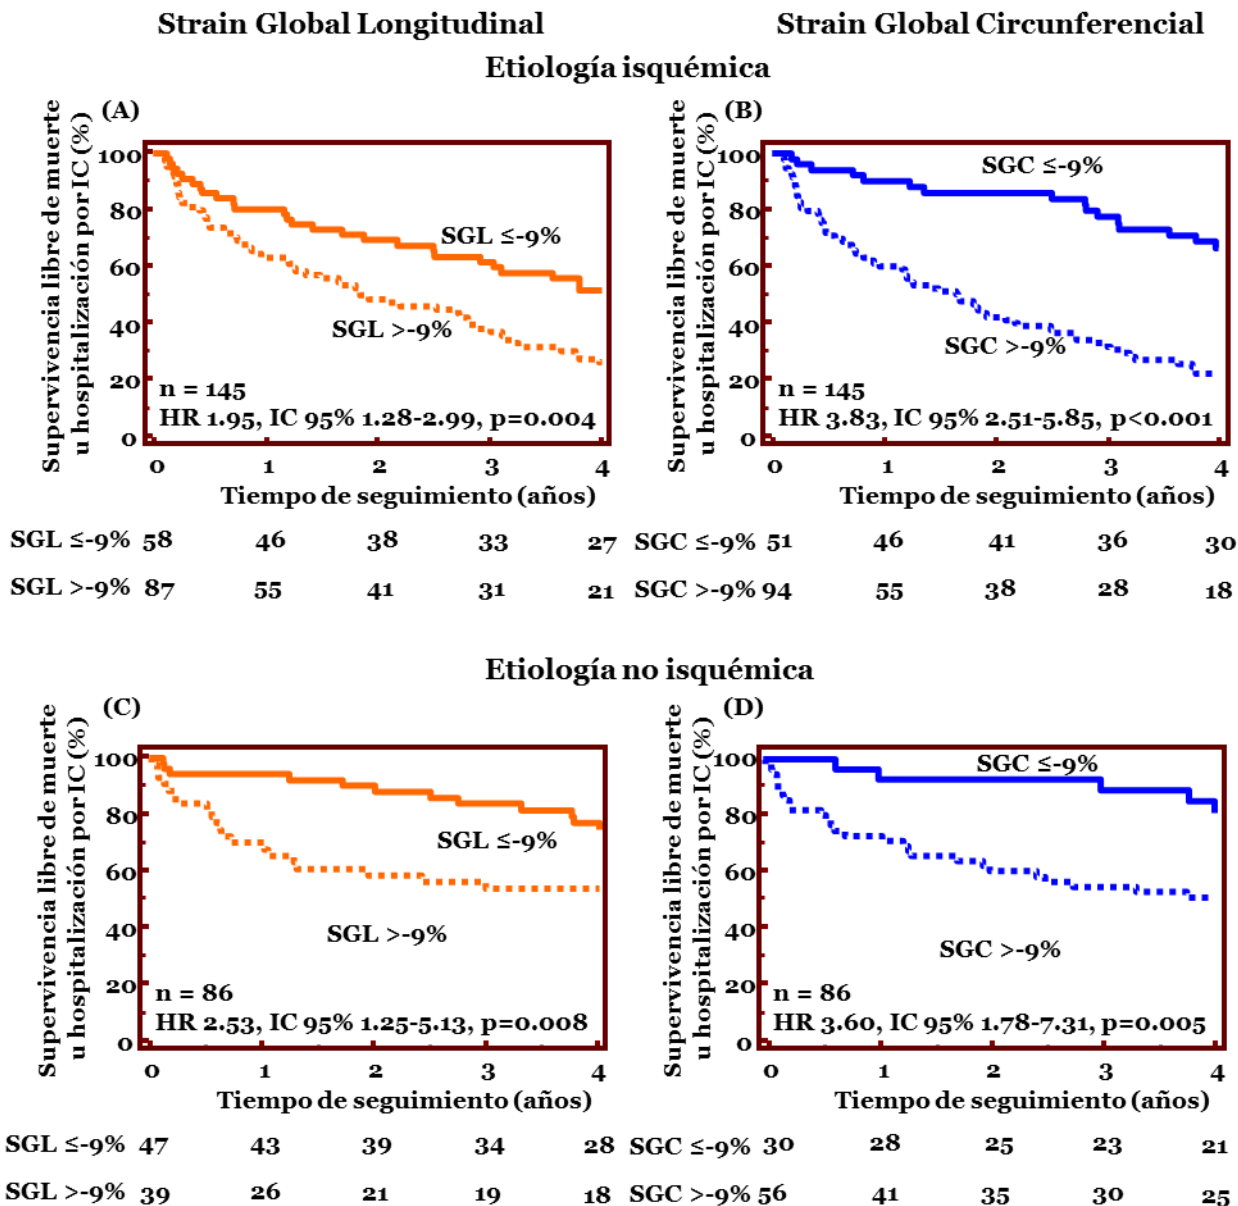 Strain Global Longitudinal
Strain Global Circunferencial
Etiología isquémica
(A)
Supervivencia libre de muerte
u hospitalización por IC (%)
100
80
60
40
20
0
SGL ≤-9%
SGL >-9%
n = 145
HR 1.95, IC 95% 1.28-2.99, p=0.004
0 1 2 3 4
Tiempo de seguimiento (años)
SGL ≤-9% 58 46 38 33 27
SGL >-9% 87 55 41 31 21
(B)
Supervivencia libre de muerte
u hospitalización por IC (%)
100
80
60
40
20
0
SGC ≤-9%
SGC >-9%
n = 145
HR 3.83, IC 95% 2.51-5.85, p<0.001
0 1 2 3 4
Tiempo de seguimiento (años)
SGC ≤-9% 51 46 41 36 30
SGC >-9% 94 55 38 28 18
Etiología no isquémica
(C)
Supervivencia libre de muerte
u hospitalización por IC (%)
100
80
60
40
20
0
SGL ≤-9%
SGL >-9%
n = 86
HR 2.53, IC 95% 1.25-5.13, p=0.008
0 1 2 3 4
Tiempo de seguimiento (años)
SGL ≤-9% 47 43 39 34 28
SGL >-9% 39 26 21 19 18
(D)
Supervivencia libre de muerte
u hospitalización por IC (%)
100
80
60
40
20
0
SGC ≤-9%
SGC >-9%
n = 86
HR 3.60, IC 95% 1.78-7.31, p=0.005
0 1 2 3 4
Tiempo de seguimiento (años)
SGC ≤-9% 30 28 25 23 21
SGC >-9% 56 41 35 30 25